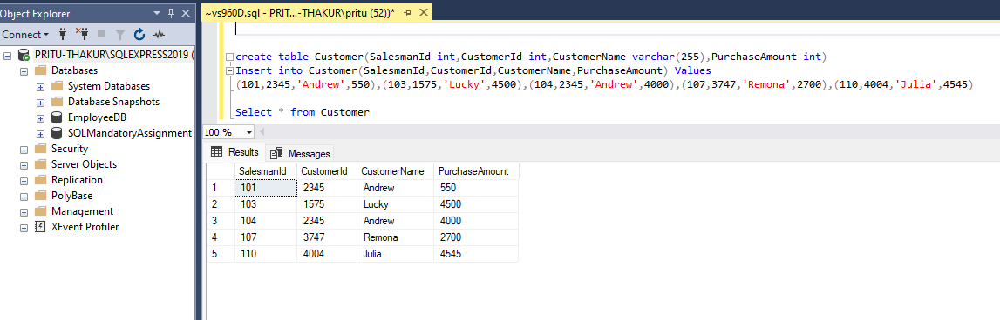 Object Explorer
Connect
PRITU-THAKUR\SQLEXPRESS2019 (
Databases
System Databases
Database Snapshots
EmployeeDB
SQLMandatoryAssignment
Security
Server Objects
Replication
PolyBase
Management
XEvent Profiler
~vs960D.sql - PRIT...-THAKUR\pritu (52))*
create table Customer(SalesmanId int,CustomerId int,CustomerName varchar(255),PurchaseAmount int)
Insert into Customer(SalesmanId,CustomerId,CustomerName,PurchaseAmount) Values
(101,2345,'Andrew',550),(103,1575,'Lucky',4500),(104,2345,'Andrew',4000),(107,3747,'Remona',2700),(110,4004,'Julia',4545)
Select * from Customer
100 %
Results Messages
SalesmanId CustomerId CustomerName PurchaseAmount
1 101 2345 Andrew 550
2 103 1575 Lucky 4500
3 104 2345 Andrew 4000
4 107 3747 Remona 2700
5 110 4004 Julia 4545